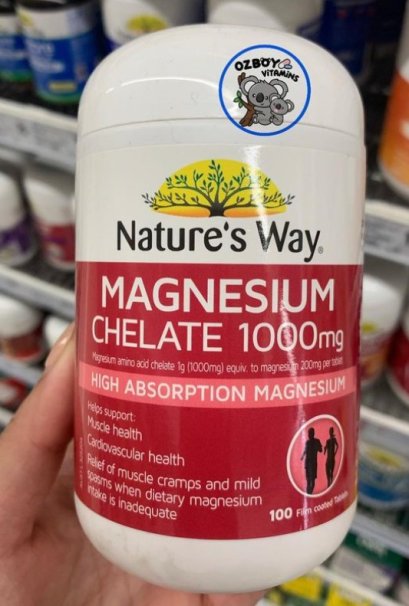 OZBOY
VITAMINS
Nature's Way®
MAGNESIUM
CHELATE 1000mg
Magnesium amino acid chelate 1g (1000mg) equiv. to magnesium 200mg per tablet
HIGH ABSORPTION MAGNESIUM
Helps support:
Muscle health
Cardiovascular health
Relief of muscle cramps and mild
spasms when dietary magnesium
intake is inadequate
100 Film coated Tablets